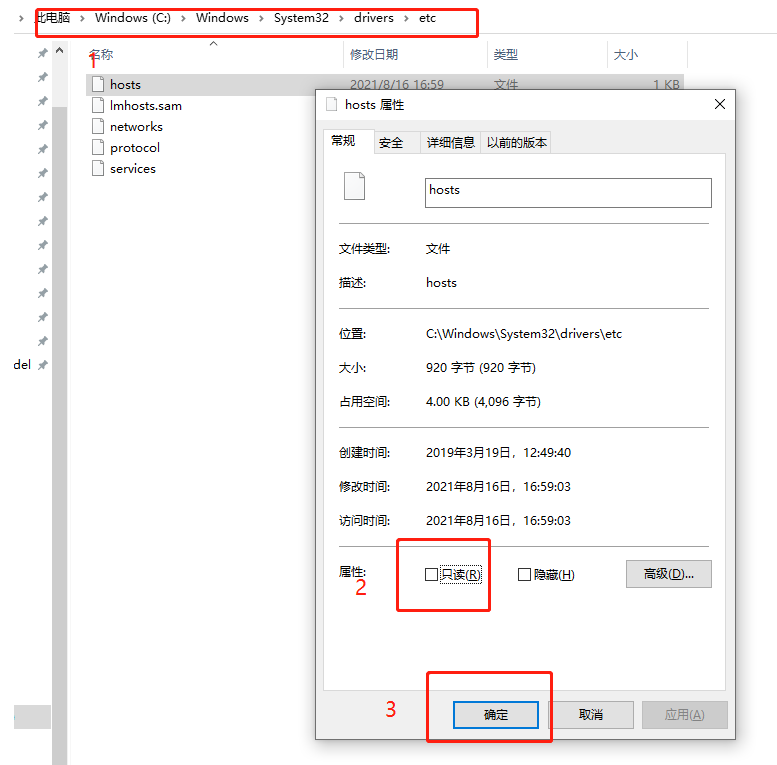 此电脑 › Windows (C:) › Windows › System32 › drivers › etc
1
名称 修改日期 类型 大小
hosts 2021/8/16 16:59 文件 1 KB
lmhosts.sam
networks
protocol
services
del
hosts 属性
常规 安全 详细信息 以前的版本
hosts
文件类型: 文件
描述: hosts
位置: C:\Windows\System32\drivers\etc
大小: 920 字节 (920 字节)
占用空间: 4.00 KB (4,096 字节)
创建时间: 2019年3月19日，12:49:40
修改时间: 2021年8月16日，16:59:03
访问时间: 2021年8月16日，16:59:03
属性: 只读(R) 隐藏(H) 高级(D)...
2
3 确定 取消 应用(A)